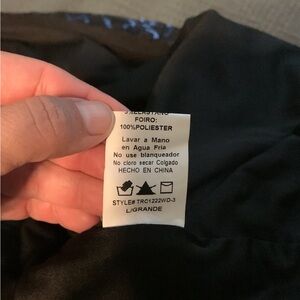 FOIRO:
100%POLIESTER
Lavar a Mano
en Agua Fria
No use blanqueador
No cloro secar Colgado
HECHO EN CHINA
STYLE# TRC1222WD-3
L/GRANDE